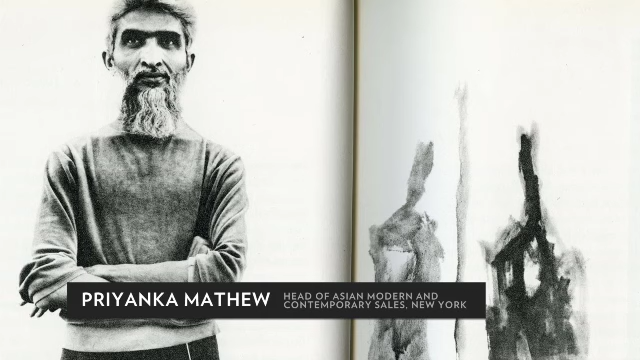 PRIYANKA MATHEW
HEAD OF ASIAN MODERN AND
CONTEMPORARY SALES, NEW YORK